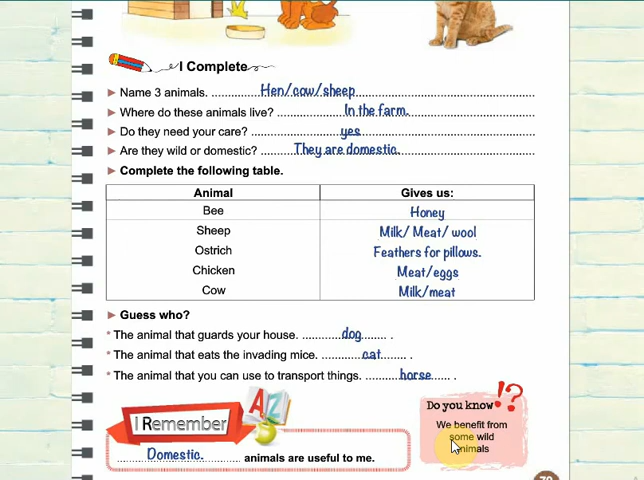 I Complete
Name 3 animals. Hen/cow/sheep
Where do these animals live? In the farm.
Do they need your care? yes
Are they wild or domestic? They are domestic.
Complete the following table.
Animal Gives us:
Bee Honey
Sheep Milk/ Meat/ wool
Ostrich Feathers for pillows.
Chicken Meat/eggs
Cow Milk/meat
Guess who?
* The animal that guards your house. dog .
* The animal that eats the invading mice. cat .
* The animal that you can use to transport things. horse .
AZ
I Remember
Domestic. animals are useful to me.
Do you know !?
We benefit from
some wild
animals